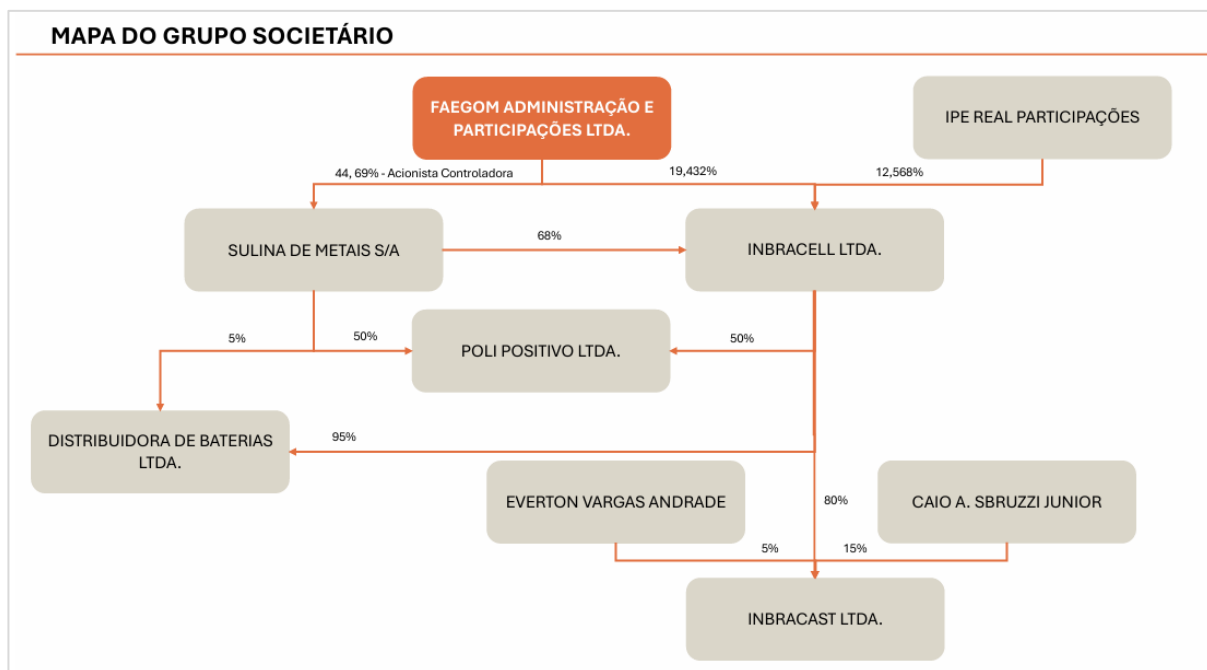 MAPA DO GRUPO SOCIETÁRIO
FAEGOM ADMINISTRAÇÃO E
PARTICIPAÇÕES LTDA.
IPE REAL PARTICIPAÇÕES
44, 69% - Acionista Controladora
19,432%
12,568%
SULINA DE METAIS S/A
68%
INBRACELL LTDA.
5%
50%
POLI POSITIVO LTDA.
50%
DISTRIBUIDORA DE BATERIAS
LTDA.
95%
EVERTON VARGAS ANDRADE
80%
CAIO A. SBRUZZI JUNIOR
5%
15%
INBRACAST LTDA.